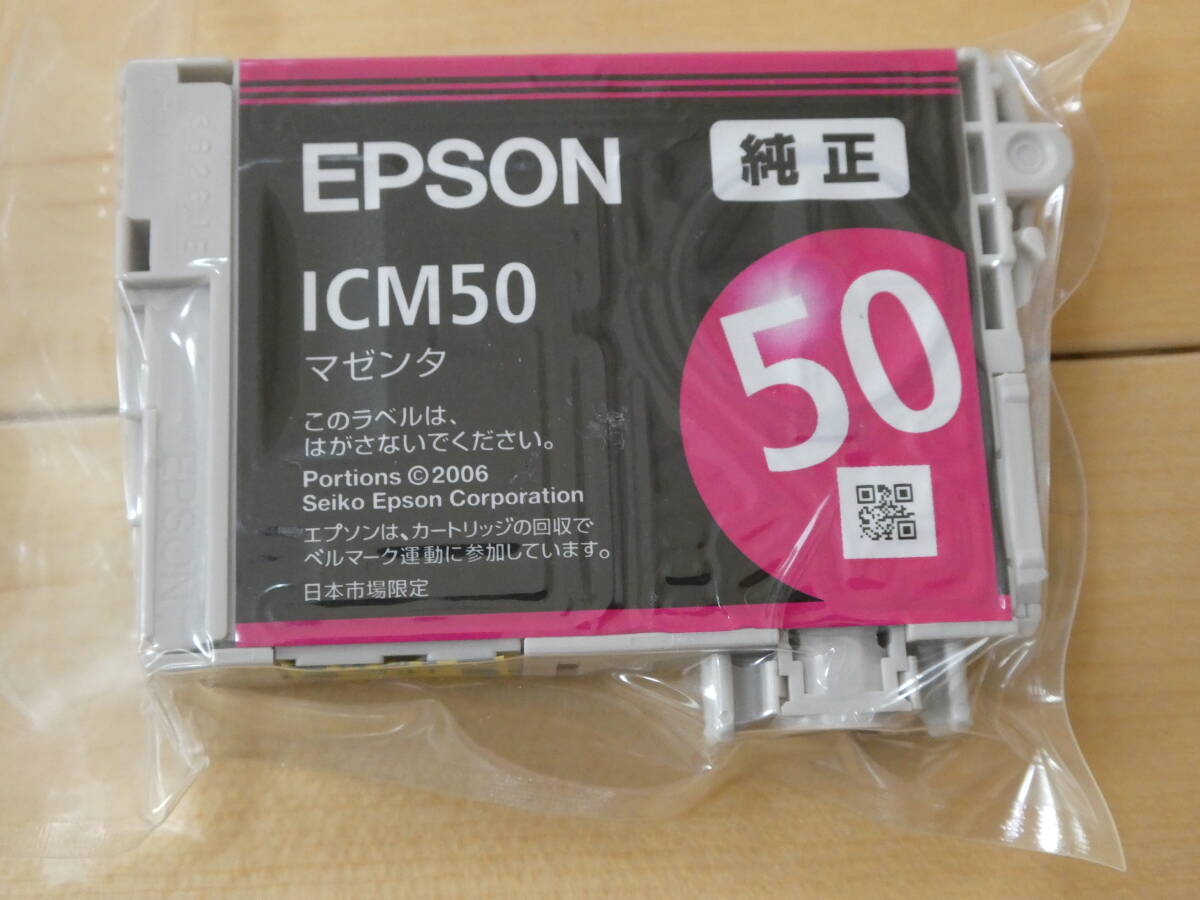 EPSON
純正
ICM50
マゼンタ
50
このラベルは、
はがさないでください。
Portions ©2006
Seiko Epson Corporation
エプソンは、カートリッジの回収で
ベルマーク運動に参加しています。
日本市場限定
EPSON